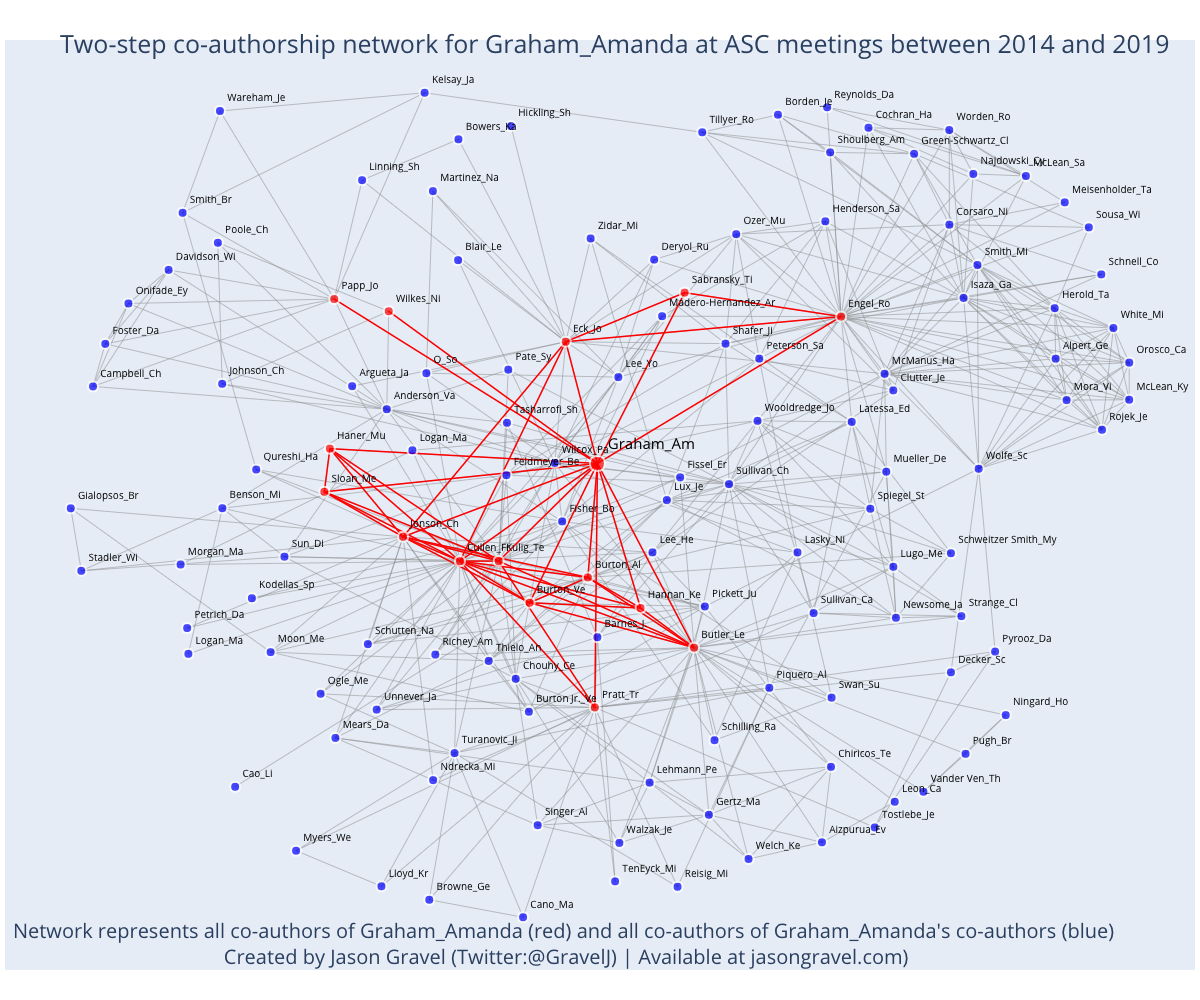 Two-step co-authorship network for Graham_Amanda at ASC meetings between 2014 and 2019
Kelsay_Ja
Wareham_Je
Hickling_Sh
Bowers_Ka
Tillyer_Ro
Borden_Je
Reynolds_Da
Cochran_Ha
Worden_Ro
Shoulberg_Am
Green-Schwartz_Cl
Linning_Sh
Martinez_Na
Najdowski_Cy
McLean_Sa
Meisenholder_Ta
Smith_Br
Poole_Ch
Zidar_Mi
Ozer_Mu
Henderson_Sa
Corsaro_Ni
Sousa_Wi
Blair_Le
Deryol_Ru
Davidson_Wi
Smith_Mi
Schnell_Co
Onifade_Ey
Papp_Jo
Wilkes_Ni
Sabransky_Ti
Madero-Hernandez_Ar
Engel_Ro
Isaza_Ga
Herold_Ta
White_Mi
Foster_Da
Eck_Jo
Shafer_Ji
Peterson_Sa
Alpert_Ge
Orosco_Ca
Campbell_Ch
Johnson_Ch
Argueta_Ja
O_So
Pate_Sy
Lee_Yo
McManus_Ha
Clutter_Je
Mora_Vi
McLean_Ky
Anderson_Va
Tasharrofi_Sh
Wooldredge_Jo
Latessa_Ed
Rojek_Je
Haner_Mu
Logan_Ma
Wilcox_Pa
Graham_Am
Qureshi_Ha
Sloan_Me
Feldmeyer_Be
Fissel_Er
Sullivan_Ch
Mueller_De
Wolfe_Sc
Gialopsos_Br
Benson_Mi
Lux_Je
Spiegel_St
Jonson_Ch
Fisher_Bo
Stadler_Wi
Morgan_Ma
Sun_Di
Cullen_Fr
Kulig_Te
Lee_He
Lasky_Ni
Lugo_Me
Schweitzer Smith_My
Kodellas_Sp
Burton_Al
Burton_Ve
Hannan_Ke
Pickett_Ju
Sullivan_Ca
Newsome_Ja
Strange_Cl
Petrich_Da
Logan_Ma
Moon_Me
Schutten_Na
Richey_Am
Thielo_An
Barnes_J
Butler_Le
Pyrooz_Da
Decker_Sc
Ogle_Me
Unnever_Ja
Chouhy_Ce
Burton Jr._Ve
Pratt_Tr
Piquero_Al
Swan_Su
Ningard_Ho
Mears_Da
Schilling_Ra
Turanovic_Ji
Pugh_Br
Cao_Li
Ndrecka_Mi
Lehmann_Pe
Chiricos_Te
Vander Ven_Th
Leon_Ca
Singer_Al
Gertz_Ma
Tostlebe_Je
Myers_We
Walzak_Je
Welch_Ke
Aizpurua_Ev
Lloyd_Kr
Browne_Ge
TenEyck_Mi
Reisig_Mi
Cano_Ma
Network represents all co-authors of Graham_Amanda (red) and all co-authors of Graham_Amanda's co-authors (blue)
Created by Jason Gravel (Twitter:@GravelJ) | Available at jasongravel.com)